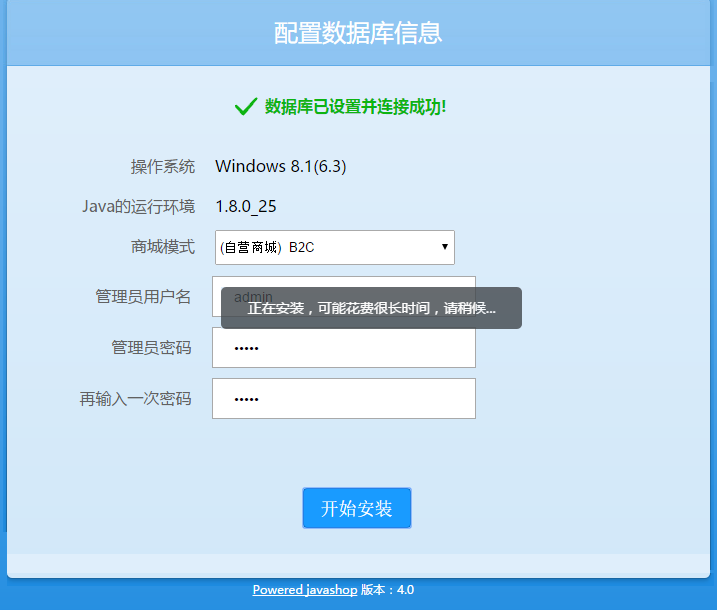 配置数据库信息
数据库已设置并连接成功!
操作系统 Windows 8.1(6.3)
Java的运行环境 1.8.0_25
商城模式 (自营商城) B2C
管理员用户名 admin
正在安装，可能花费很长时间，请稍候...
管理员密码 •••••
再输入一次密码 •••••
开始安装
Powered javashop 版本：4.0